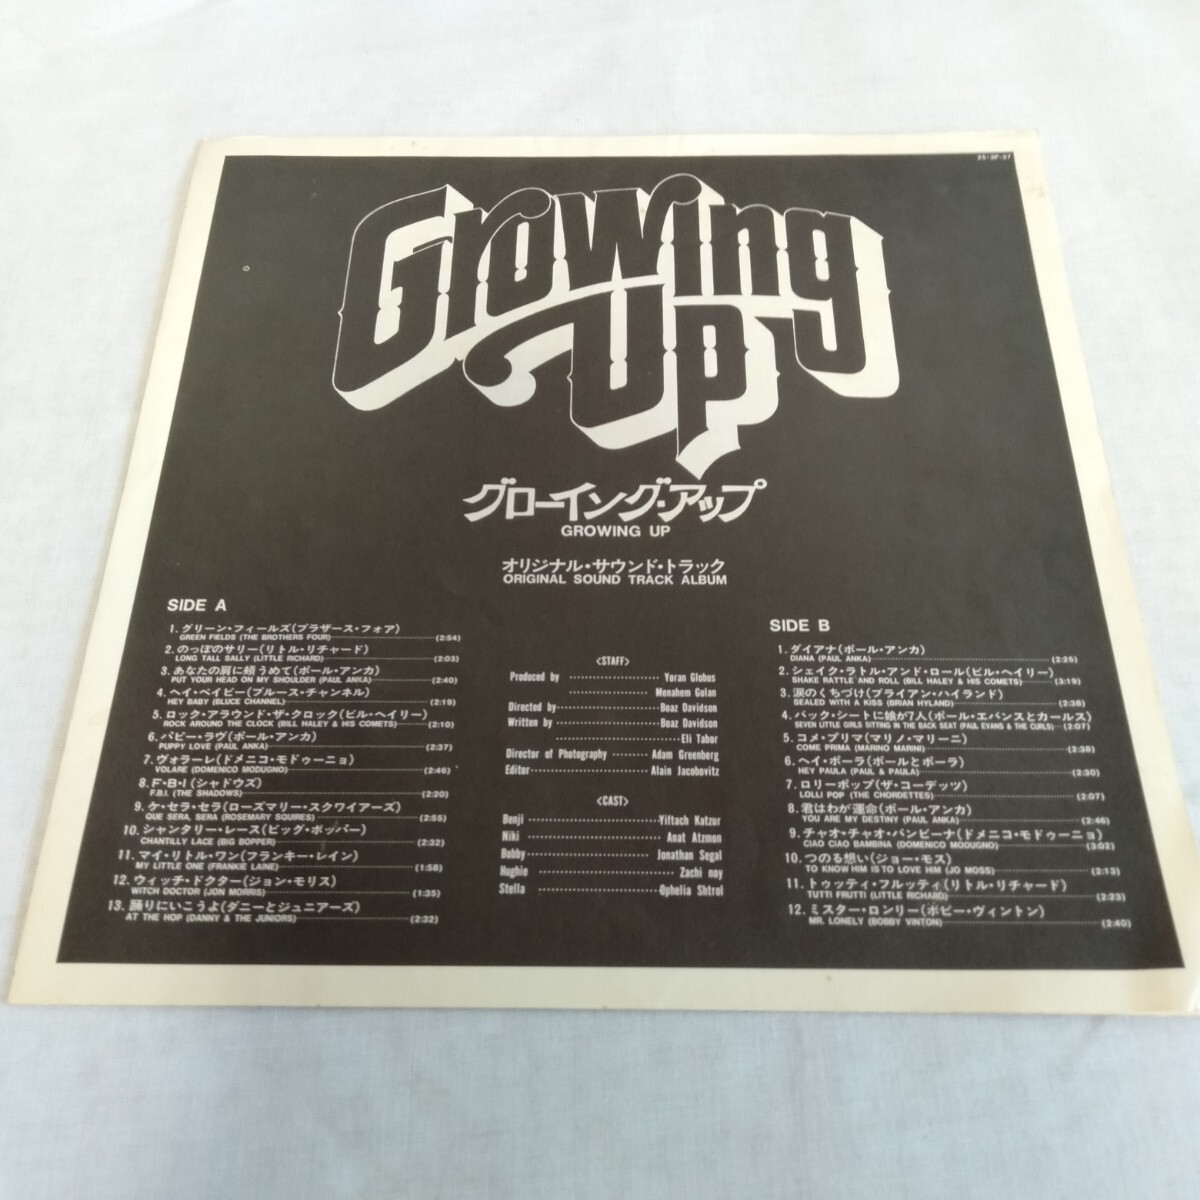 25・3P-37
Growing
Up
グローイング・アップ
GROWING UP
オリジナル・サウンド・トラック
ORIGINAL SOUND TRACK ALBUM
SIDE A
1. グリーン・フィールズ(ブラザース・フォア)
GREEN FIELDS (THE BROTHERS FOUR) (2:54)
2. のっぽのサリー(リトル・リチャード)
LONG TALL SALLY (LITTLE RICHARD) (2:03)
3. あなたの肩に頬うめて(ポール・アンカ)
PUT YOUR HEAD ON MY SHOULDER (PAUL ANKA) (2:40)
4. ヘイ・ベイビー(ブルース・チャンネル)
HEY BABY (BLUCE CHANNEL) (2:19)
5. ロック・アラウンド・ザ・クロック(ビル・ヘイリー)
ROCK AROUND THE CLOCK (BILL HALEY & HIS COMETS) (2:10)
6. パピー・ラヴ(ポール・アンカ)
PUPPY LOVE (PAUL ANKA) (2:37)
7. ヴォラーレ(ドメニコ・モドゥーニョ)
VOLARE (DOMENICO MODUGNO) (2:46)
8. F・B・I(シャドウズ)
F.B.I. (THE SHADOWS) (2:20)
9. ケ・セラ・セラ(ローズマリー・スクワイアーズ)
QUE SERA, SERA (ROSEMARY SQUIRES) (2:55)
10. シャンタリー・レース(ビッグ・ボッパー)
CHANTILLY LACE (BIG BOPPER) (2:32)
11. マイ・リトル・ワン(フランキー・レイン)
MY LITTLE ONE (FRANKIE LAINE) (1:58)
12. ウィッチ・ドクター(ジョン・モリス)
WITCH DOCTOR (JON MORRIS) (1:35)
13. 踊りにいこうよ(ダニーとジュニアーズ)
AT THE HOP (DANNY & THE JUNIORS) (2:32)
<STAFF>
Produced by Yoran Globus
Menahem Golan
Directed by Boaz Davidson
Written by Boaz Davidson
Eli Tabor
Director of Photography Adam Greenberg
Editor Alain Jacobovitz
<CAST>
Benji Yiftach Katzur
Niki Anat Atzmon
Bobby Jonathan Segal
Hughie Zachi noy
Stella Ophelia Shtrol
SIDE B
1. ダイアナ(ポール・アンカ)
DIANA (PAUL ANKA) (2:25)
2. シェイク・ラトル・アンド・ロール(ビル・ヘイリー)
SHAKE RATTLE AND ROLL (BILL HALEY & HIS COMETS) (3:19)
3. 涙のくちづけ(ブライアン・ハイランド)
SEALED WITH A KISS (BRIAN HYLAND) (2:38)
4. バック・シートに娘が7人(ポール・エバンスとカールス)
SEVEN LITTLE GIRLS SITTING IN THE BACK SEAT (PAUL EVANS & THE CURLS) (2:07)
5. コメ・プリマ(マリノ・マリーニ)
COME PRIMA (MARINO MARINI) (2:38)
6. ヘイ・ポーラ(ポールとポーラ)
HEY PAULA (PAUL & PAULA) (2:30)
7. ロリーポップ(ザ・コーデッツ)
LOLLI POP (THE CHORDETTES) (2:07)
8. 君はわが運命(ポール・アンカ)
YOU ARE MY DESTINY (PAUL ANKA) (2:46)
9. チャオ・チャオ・バンビーナ(ドメニコ・モドゥーニョ)
CIAO CIAO BAMBINA (DOMENICO MODUGNO) (3:02)
10. つのる想い(ジョー・モス)
TO KNOW HIM IS TO LOVE HIM (JO MOSS) (2:13)
11. トゥッティ・フルッティ(リトル・リチャード)
TUTTI FRUTTI (LITTLE RICHARD) (2:23)
12. ミスター・ロンリー(ボビー・ヴィントン)
MR. LONELY (BOBBY VINTON) (2:40)